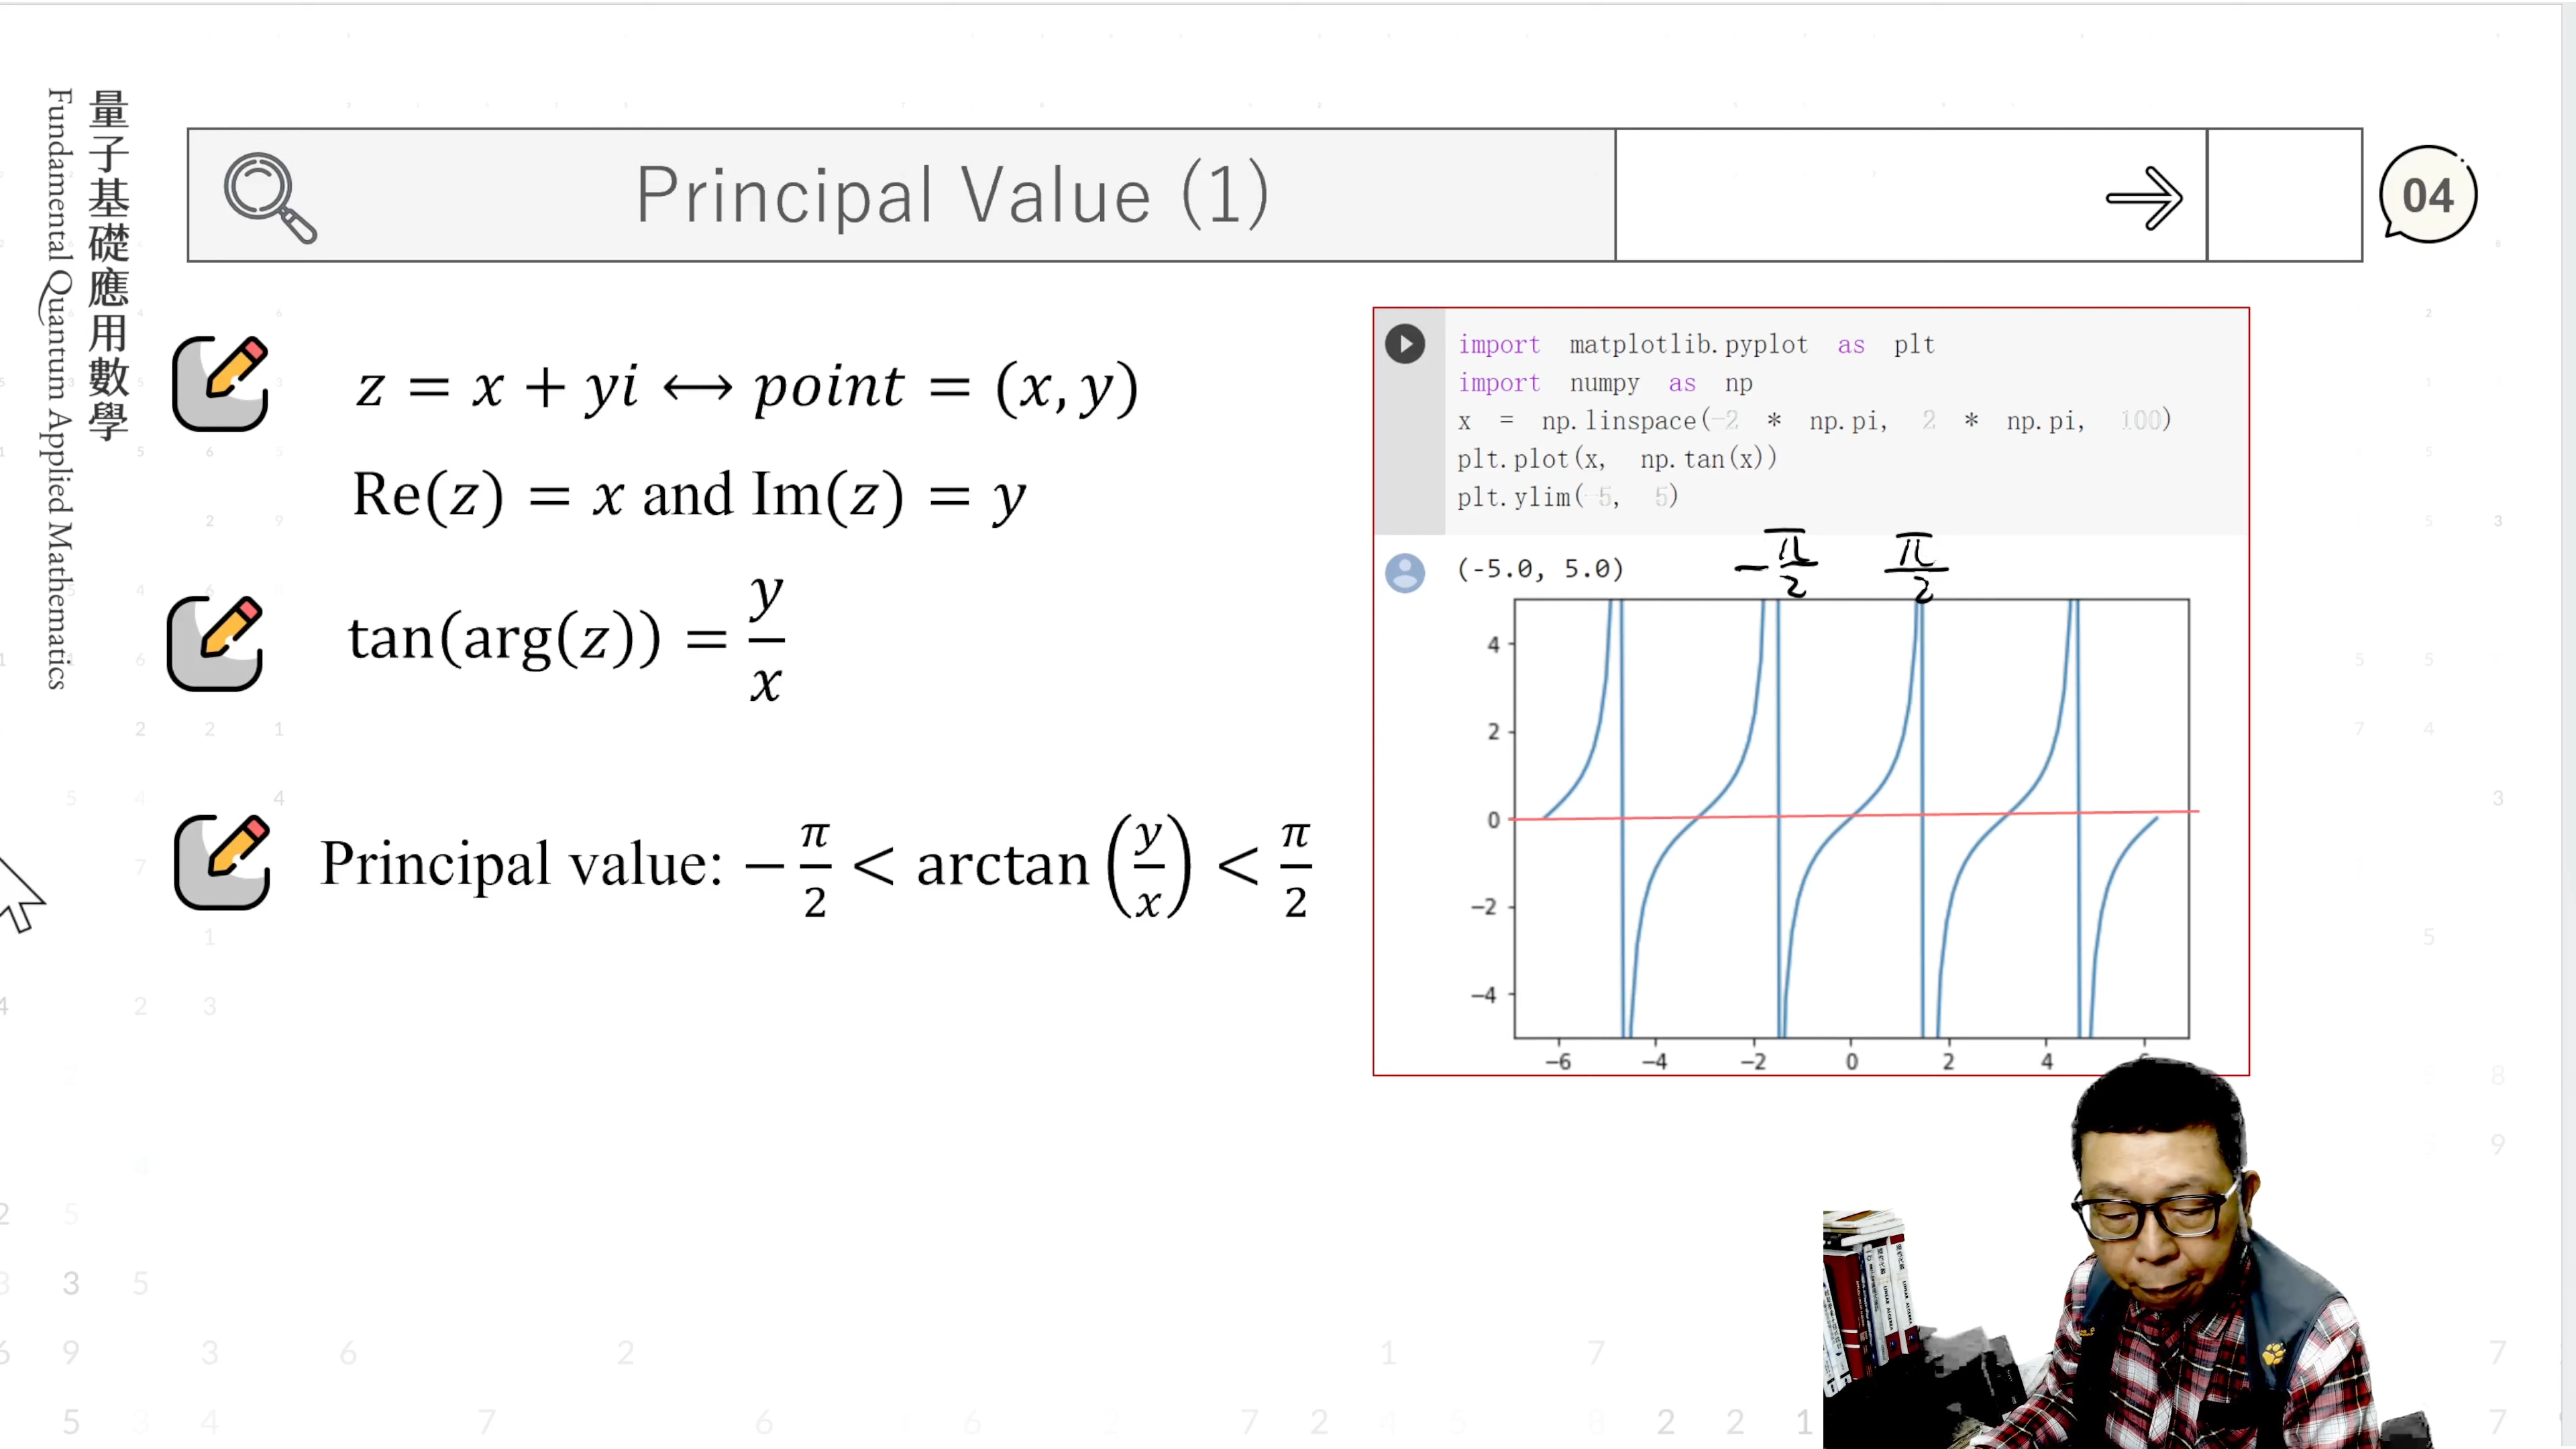 量子基礎應用數學
Fundamental Quantum Applied Mathematics
Principal Value (1)
04
z = x + yi ↔ point = (x, y)
Re(z) = x and Im(z) = y
tan(arg(z)) = y/x
Principal value: −π/2 < arctan(y/x) < π/2
import matplotlib.pyplot as plt
import numpy as np
x = np.linspace(-2 * np.pi, 2 * np.pi, 100)
plt.plot(x, np.tan(x))
plt.ylim(-5, 5)
(-5.0, 5.0)
-π/2 π/2
4
2
0
−2
−4
−6 −4 −2 0 2 4